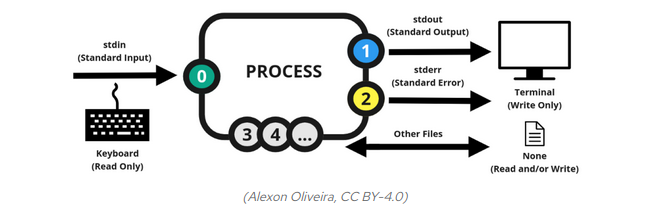 stdin
(Standard Input)
0
Keyboard
(Read Only)
PROCESS
1
2
3
4
...
stdout
(Standard Output)
stderr
(Standard Error)
Other Files
Terminal
(Write Only)
None
(Read and/or Write)
(Alexon Oliveira, CC BY-4.0)